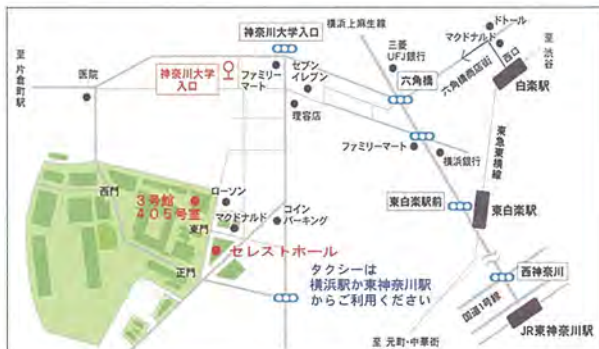 神奈川大学入口
横浜上麻生線
ドトール
マクドナルド
至 渋谷
西口
白楽駅
六角橋商店街
三菱
UFJ銀行
六角橋
至 片倉町駅
医院
神奈川大学
入口
ファミリー
マート
セブン
イレブン
理容店
ファミリーマート
横浜銀行
東急東横線
西門
3号館
405号室
ローソン
東門
マクドナルド
コイン
パーキング
東白楽駅前
東白楽駅
セレストホール
正門
タクシーは
横浜駅か東神奈川駅
からご利用ください
西神奈川
国道1号線
至 元町・中華街
JR東神奈川駅